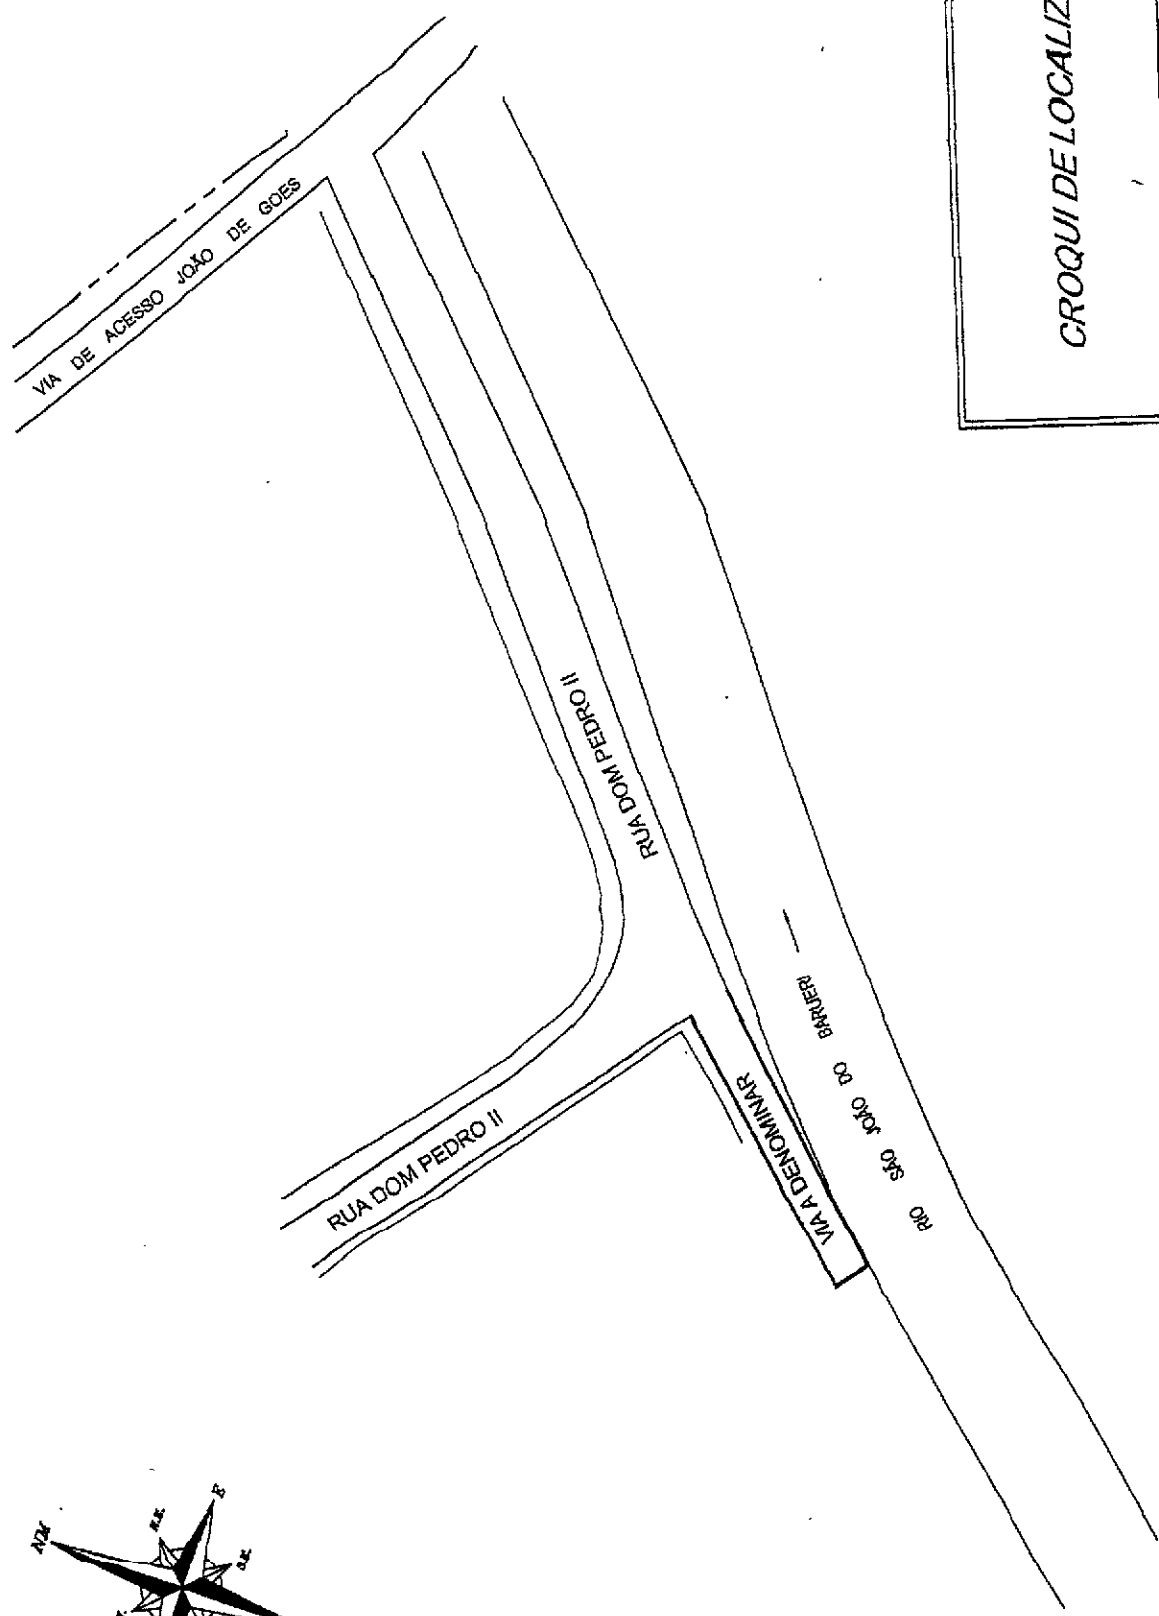 CROQUI DE LOCALIZ
VIA DE ACESSO JOÃO DE GOES
RUA DOM PEDRO II
RUA DOM PEDRO II
VIA A DENOMINAR
RIO SÃO JOÃO DO BARUERI
NM
N.E.
E
S.E.